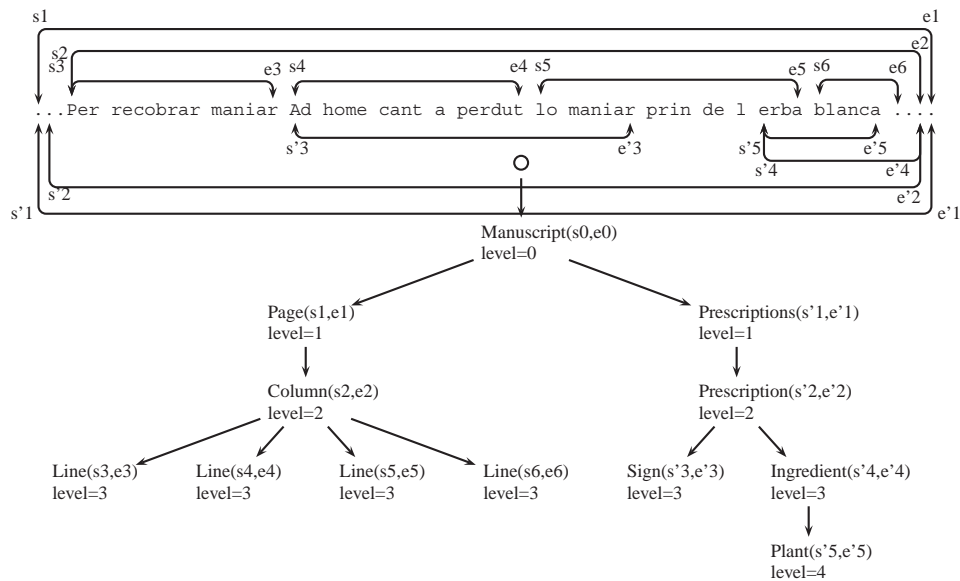 s1 e1
s2 e2
s3 e3 s4 e4 s5 e5 s6 e6
...Per recobrar maniar Ad home cant a perdut lo maniar prin de l erba blanca ....
s'3 e'3 s'5 e'5
s'4 e'4
s'2 e'2
s'1 e'1
Manuscript(s0,e0)
level=0
Page(s1,e1) Prescriptions(s'1,e'1)
level=1 level=1
Column(s2,e2) Prescription(s'2,e'2)
level=2 level=2
Line(s3,e3) Line(s4,e4) Line(s5,e5) Line(s6,e6) Sign(s'3,e'3) Ingredient(s'4,e'4)
level=3 level=3 level=3 level=3 level=3 level=3
Plant(s'5,e'5)
level=4